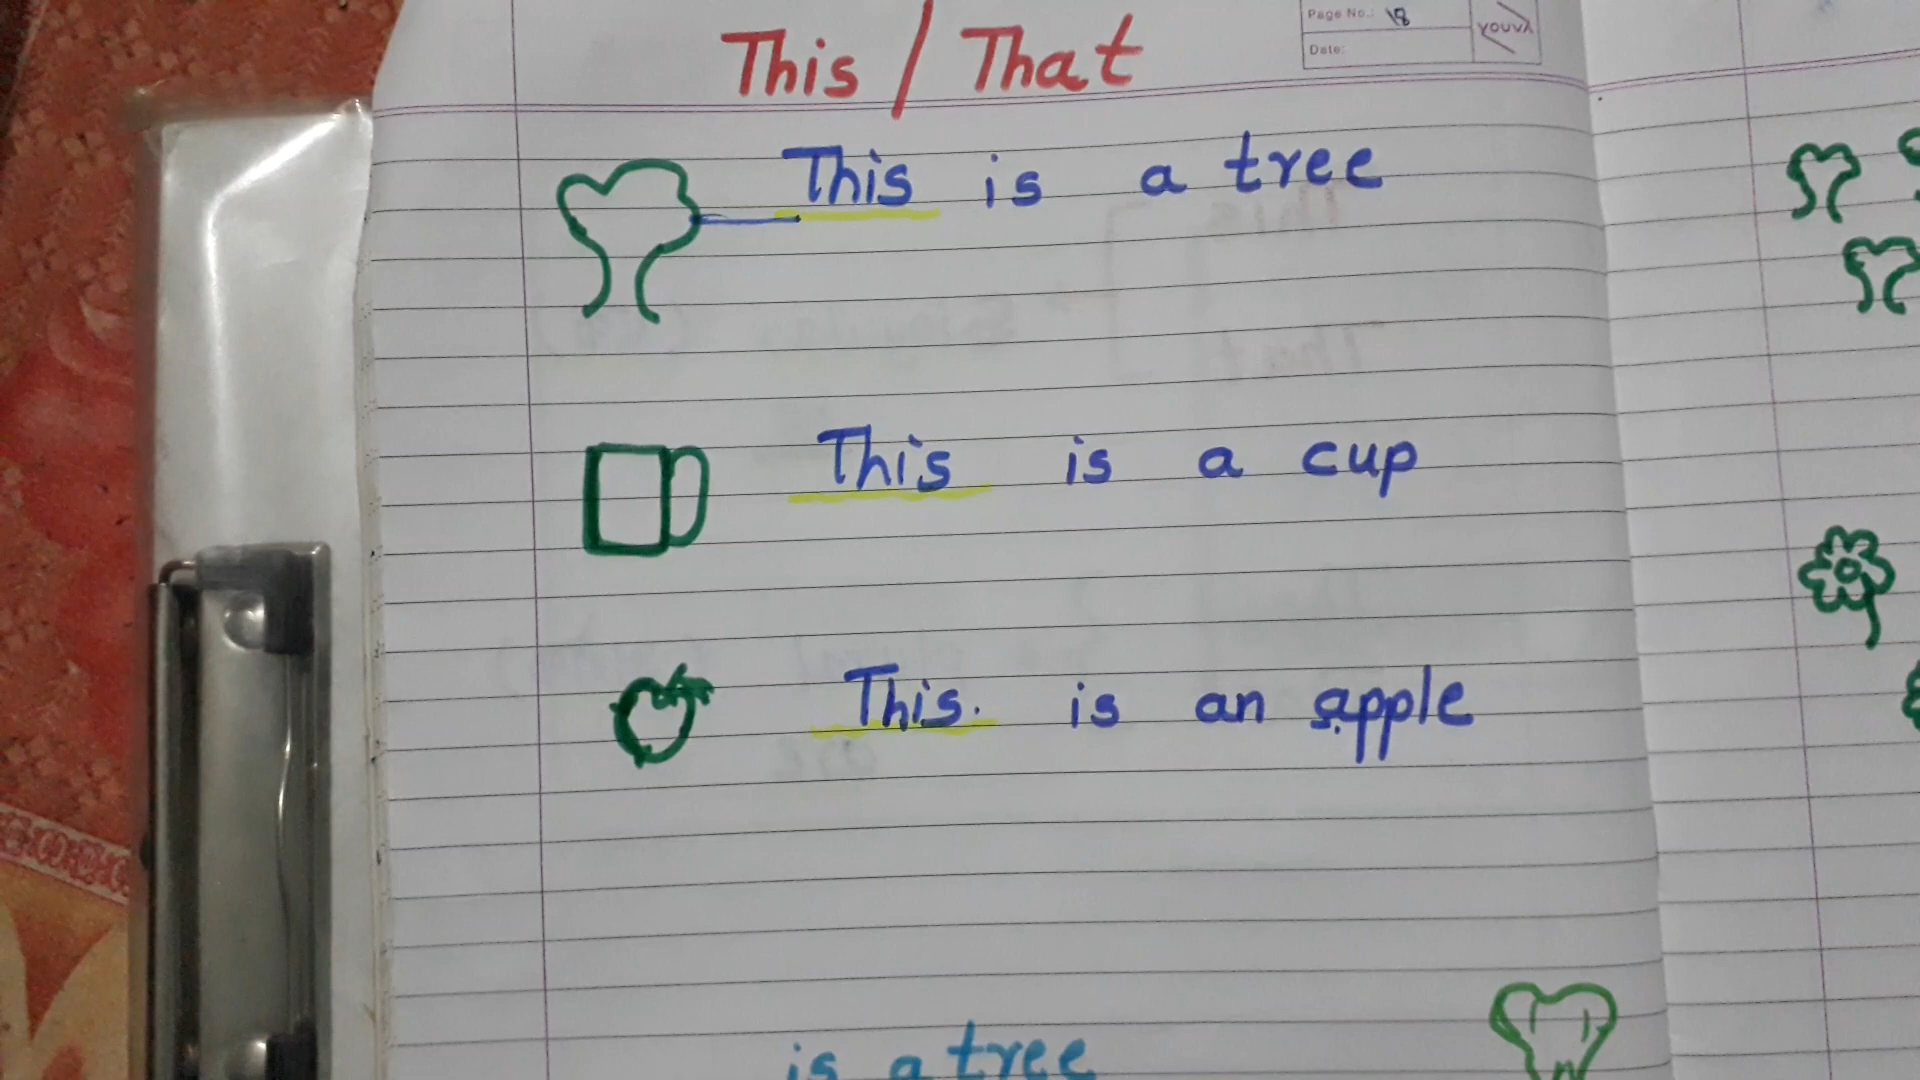 Page No.: 18
Date:
YOUVA
This / That
This is a tree
This is a cup
This. is an apple
is a tree